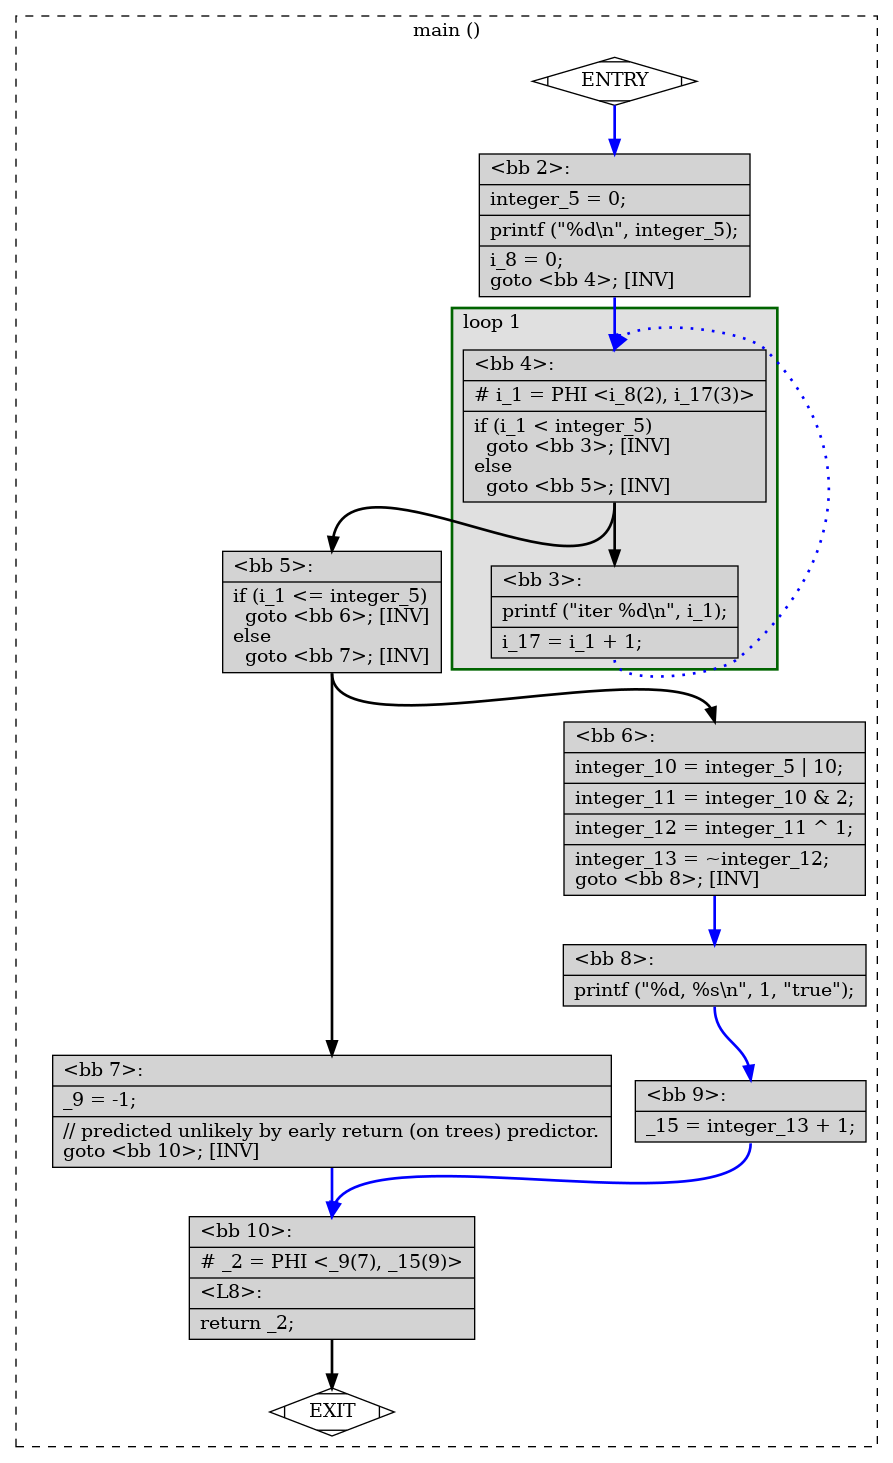 main ()
ENTRY
<bb 2>:
integer_5 = 0;
printf ("%d\n", integer_5);
i_8 = 0;
goto <bb 4>; [INV]
loop 1
<bb 4>:
# i_1 = PHI <i_8(2), i_17(3)>
if (i_1 < integer_5)
  goto <bb 3>; [INV]
else
  goto <bb 5>; [INV]
<bb 5>:
if (i_1 <= integer_5)
  goto <bb 6>; [INV]
else
  goto <bb 7>; [INV]
<bb 3>:
printf ("iter %d\n", i_1);
i_17 = i_1 + 1;
<bb 6>:
integer_10 = integer_5 | 10;
integer_11 = integer_10 & 2;
integer_12 = integer_11 ^ 1;
integer_13 = ~integer_12;
goto <bb 8>; [INV]
<bb 8>:
printf ("%d, %s\n", 1, "true");
<bb 7>:
_9 = -1;
// predicted unlikely by early return (on trees) predictor.
goto <bb 10>; [INV]
<bb 9>:
_15 = integer_13 + 1;
<bb 10>:
# _2 = PHI <_9(7), _15(9)>
<L8>:
return _2;
EXIT